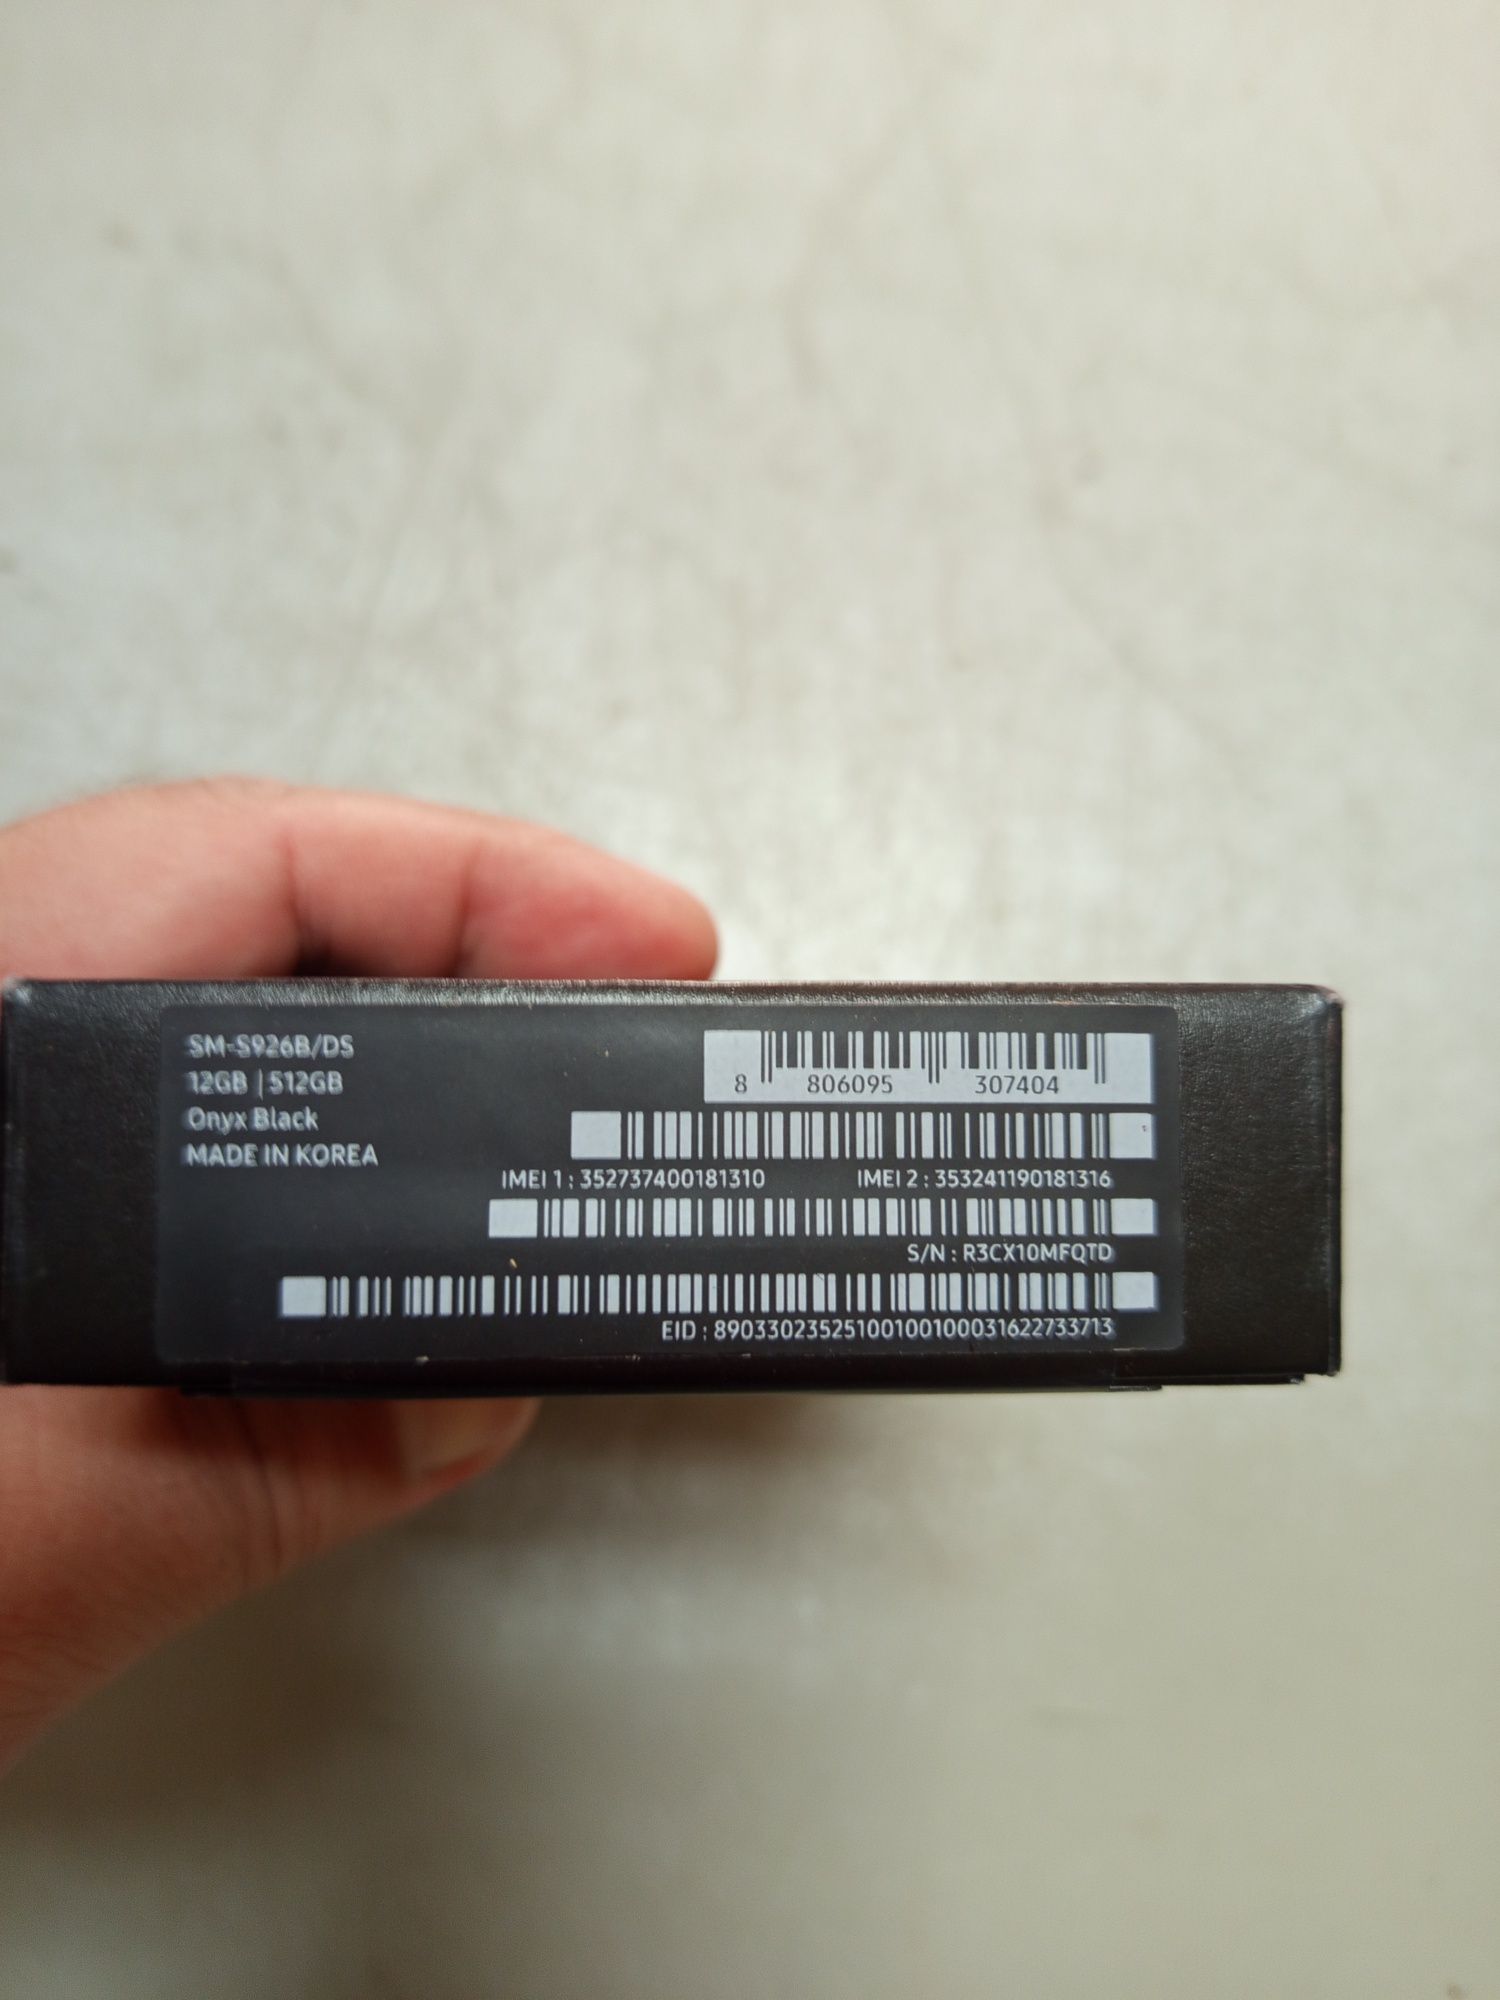 SM-S926B/DS
12GB | 512GB
Onyx Black
MADE IN KOREA
8 806095 307404
IMEI 1 : 352737400181310 IMEI 2 : 353241190181316
S/N : R3CX10MFQTD
EID : 89033023525100100100031622733713